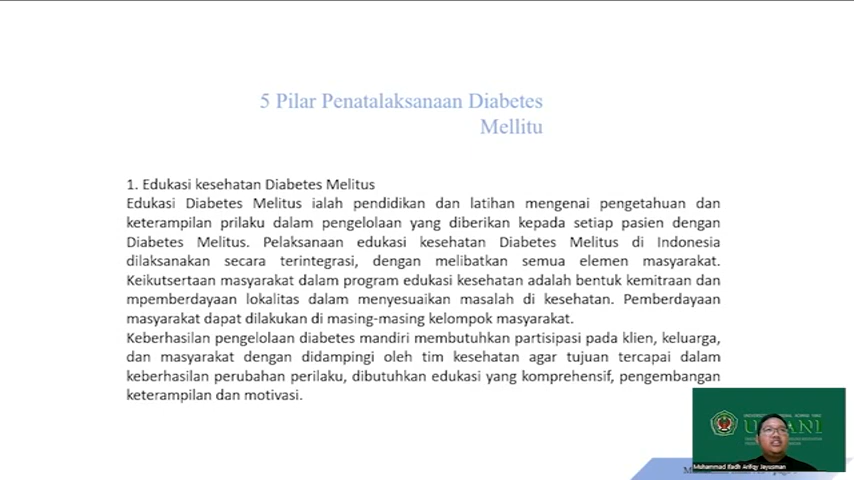 5 Pilar Penatalaksanaan Diabetes
Mellitu
1. Edukasi kesehatan Diabetes Melitus
Edukasi Diabetes Melitus ialah pendidikan dan latihan mengenai pengetahuan dan
keterampilan prilaku dalam pengelolaan yang diberikan kepada setiap pasien dengan
Diabetes Melitus. Pelaksanaan edukasi kesehatan Diabetes Melitus di Indonesia
dilaksanakan secara terintegrasi, dengan melibatkan semua elemen masyarakat.
Keikutsertaan masyarakat dalam program edukasi kesehatan adalah bentuk kemitraan dan
mpemberdayaan lokalitas dalam menyesuaikan masalah di kesehatan. Pemberdayaan
masyarakat dapat dilakukan di masing-masing kelompok masyarakat.
Keberhasilan pengelolaan diabetes mandiri membutuhkan partisipasi pada klien, keluarga,
dan masyarakat dengan didampingi oleh tim kesehatan agar tujuan tercapai dalam
keberhasilan perubahan perilaku, dibutuhkan edukasi yang komprehensif, pengembangan
keterampilan dan motivasi.
Muhammad Fadh Arifqy Jayusman